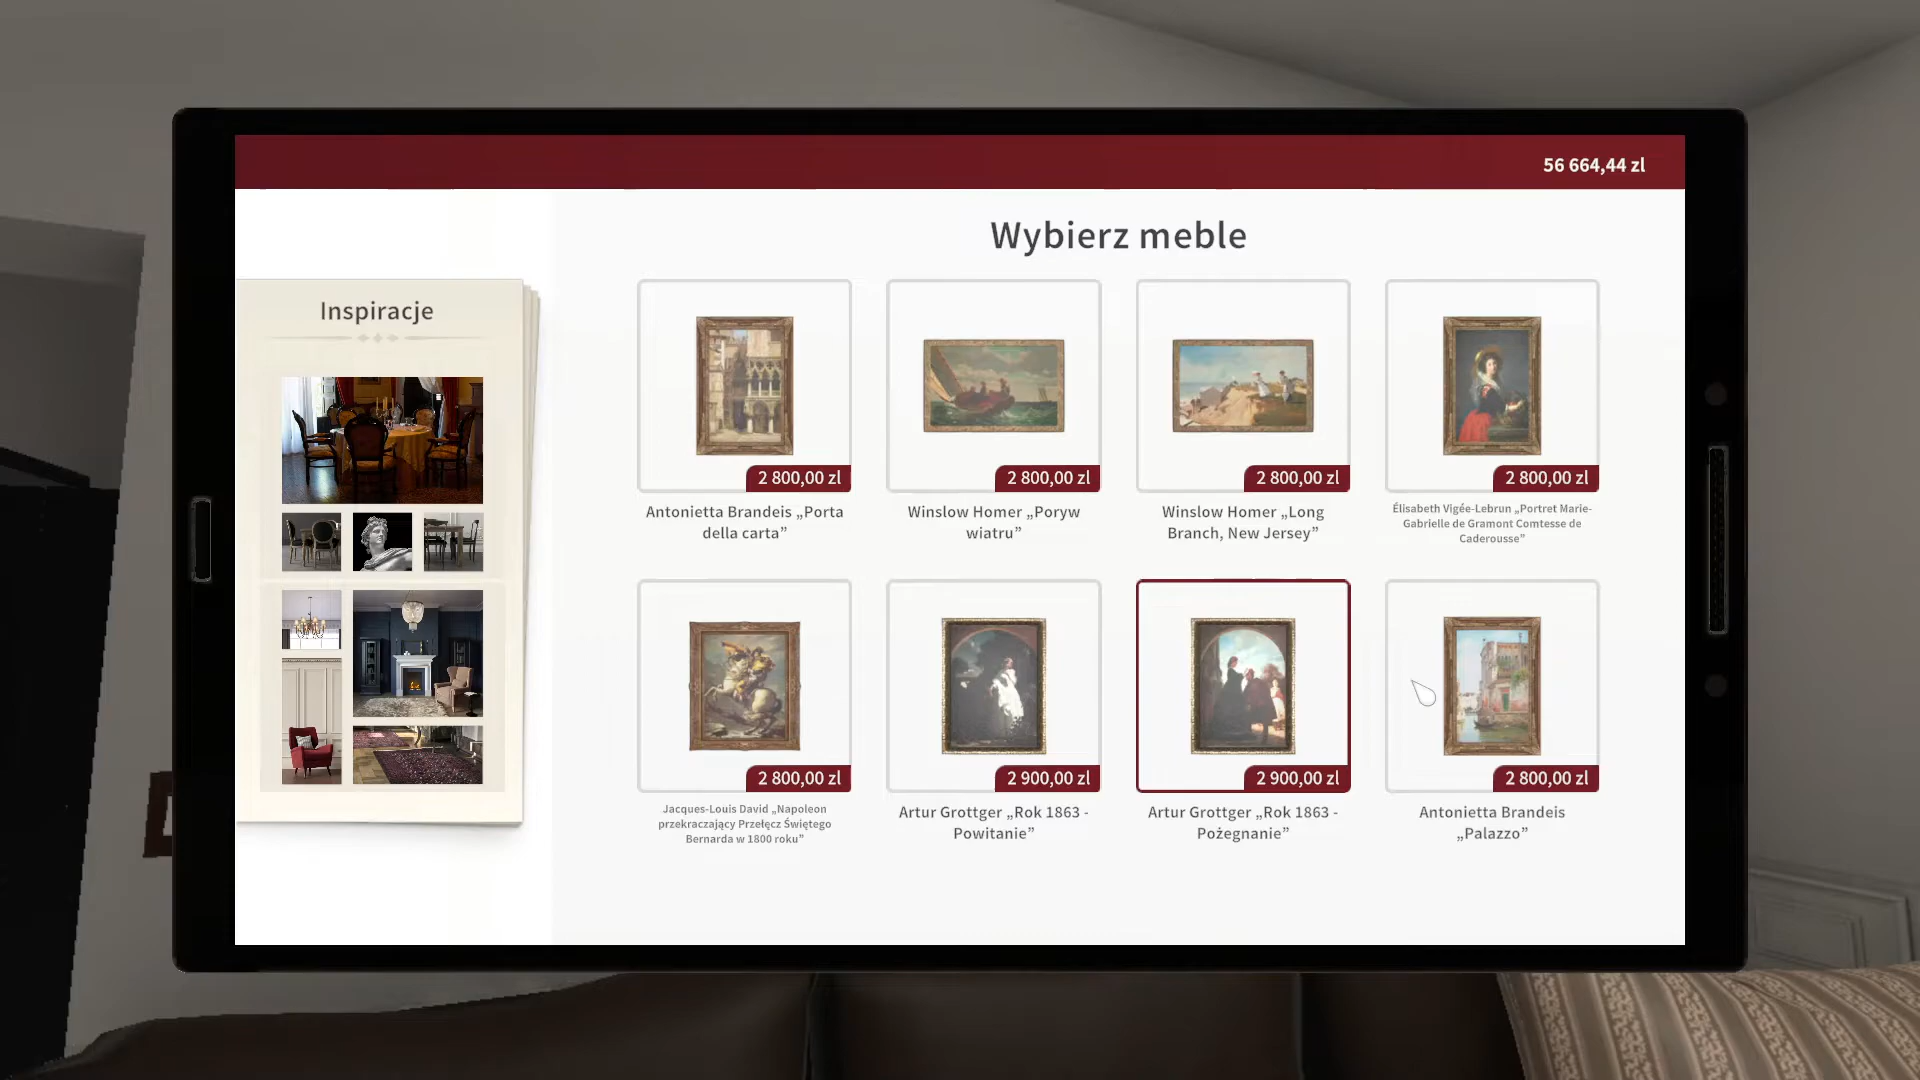 56 664,44 zl
Wybierz meble
Inspiracje
2 800,00 zl
2 800,00 zl
2 800,00 zl
2 800,00 zl
Antonietta Brandeis „Porta
della carta”
Winslow Homer „Poryw
wiatru”
Winslow Homer „Long
Branch, New Jersey”
Élisabeth Vigée-Lebrun „Portret Marie-
Gabrielle de Gramont Comtesse de
Caderousse”
2 800,00 zl
2 900,00 zl
2 900,00 zl
2 800,00 zl
Jacques-Louis David „Napoleon
przekraczający Przełęcz Świętego
Bernarda w 1800 roku”
Artur Grottger „Rok 1863 -
Powitanie”
Artur Grottger „Rok 1863 -
Pożegnanie”
Antonietta Brandeis
„Palazzo”